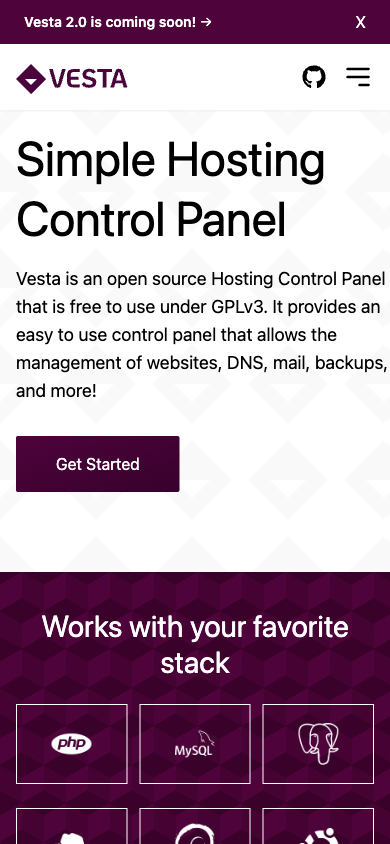 Vesta 2.0 is coming soon! →
X
VESTA
Simple Hosting
Control Panel
Vesta is an open source Hosting Control Panel
that is free to use under GPLv3. It provides an
easy to use control panel that allows the
management of websites, DNS, mail, backups,
and more!
Get Started
Works with your favorite
stack
php
MySQL